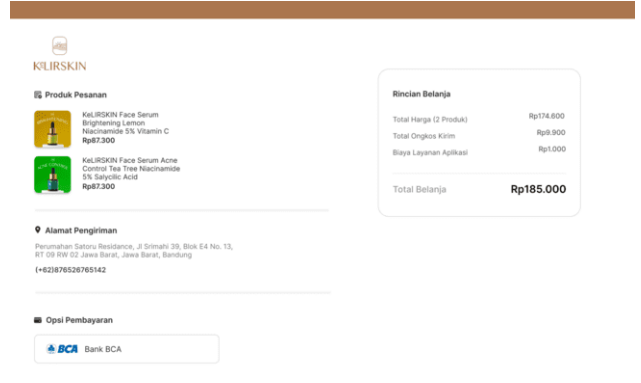 KELIRSKIN
Produk Pesanan
KeLIRSKIN Face Serum
Brightening Lemon
Niacinamide 5% Vitamin C
Rp87.300
KeLIRSKIN Face Serum Acne
Control Tea Tree Niacinamide
5% Salycilic Acid
Rp87.300
Alamat Pengiriman
Perumahan Satoru Residance, Jl Srimahi 39, Blok E4 No. 13,
RT 09 RW 02 Jawa Barat, Jawa Barat, Bandung
(+62)876526765142
Opsi Pembayaran
BCA Bank BCA
Rincian Belanja
Total Harga (2 Produk) Rp174.600
Total Ongkos Kirim Rp9.900
Biaya Layanan Aplikasi Rp1.000
Total Belanja Rp185.000